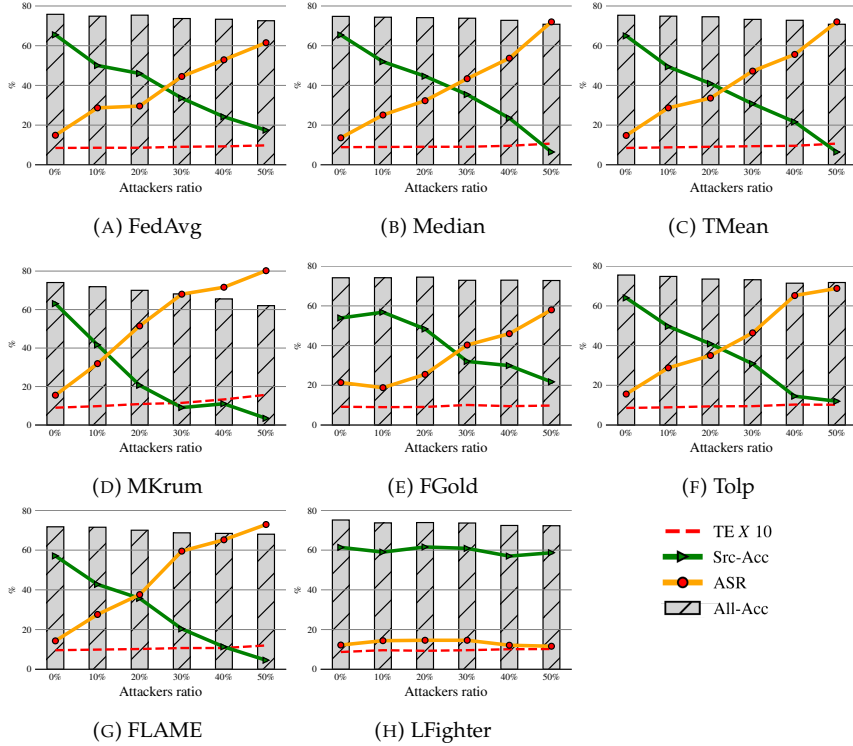 80
60
40
20
0
%
0% 10% 20% 30% 40% 50%
Attackers ratio
(A) FedAvg
80
60
40
20
0
%
0% 10% 20% 30% 40% 50%
Attackers ratio
(B) Median
80
60
40
20
0
%
0% 10% 20% 30% 40% 50%
Attackers ratio
(C) TMean
80
60
40
20
0
%
0% 10% 20% 30% 40% 50%
Attackers ratio
(D) MKrum
80
60
40
20
0
%
0% 10% 20% 30% 40% 50%
Attackers ratio
(E) FGold
80
60
40
20
0
%
0% 10% 20% 30% 40% 50%
Attackers ratio
(F) Tolp
80
60
40
20
0
%
0% 10% 20% 30% 40% 50%
Attackers ratio
(G) FLAME
80
60
40
20
0
%
0% 10% 20% 30% 40% 50%
Attackers ratio
(H) LFighter
TE X 10
Src-Acc
ASR
All-Acc